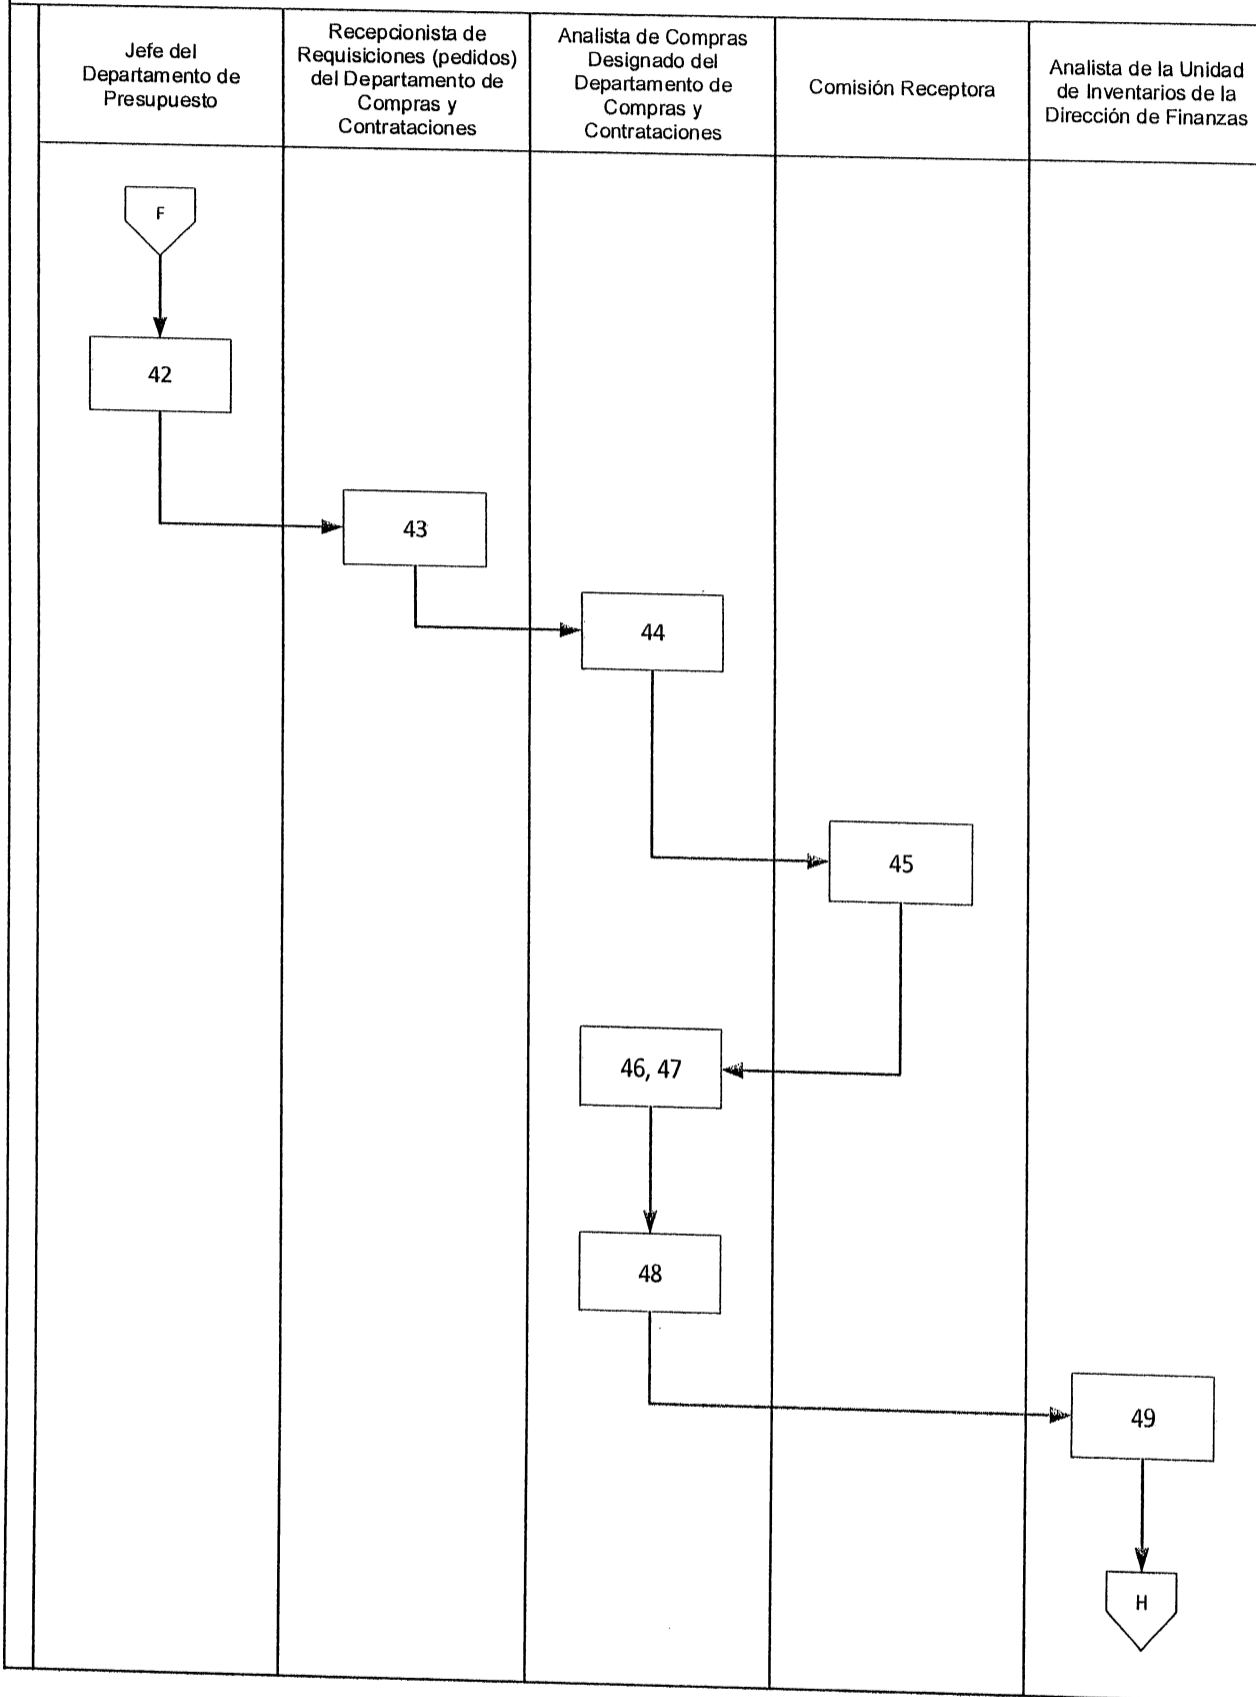 Jefe del
Departamento de
Presupuesto
Recepcionista de
Requisiciones (pedidos)
del Departamento de
Compras y
Contrataciones
Analista de Compras
Designado del
Departamento de
Compras y
Contrataciones
Comisión Receptora
Analista de la Unidad
de Inventarios de la
Dirección de Finanzas
F
42
43
44
45
46, 47
48
49
H